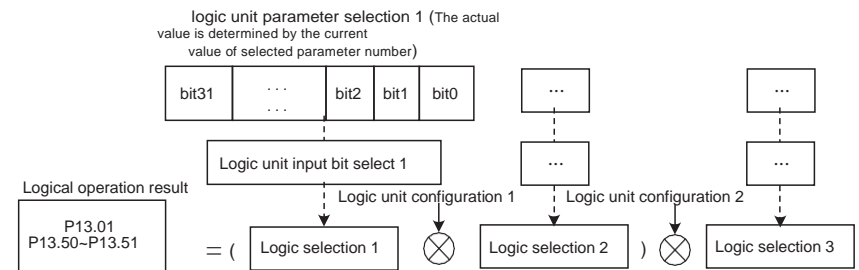 logic unit parameter selection 1 (The actual
value is determined by the current
value of selected parameter number)
bit31 ... ... bit2 bit1 bit0
... ...
Logic unit input bit select 1 ... ...
Logical operation result
Logic unit configuration 1 Logic unit configuration 2
P13.01
P13.50~P13.51
= ( Logic selection 1 Logic selection 2 ) Logic selection 3